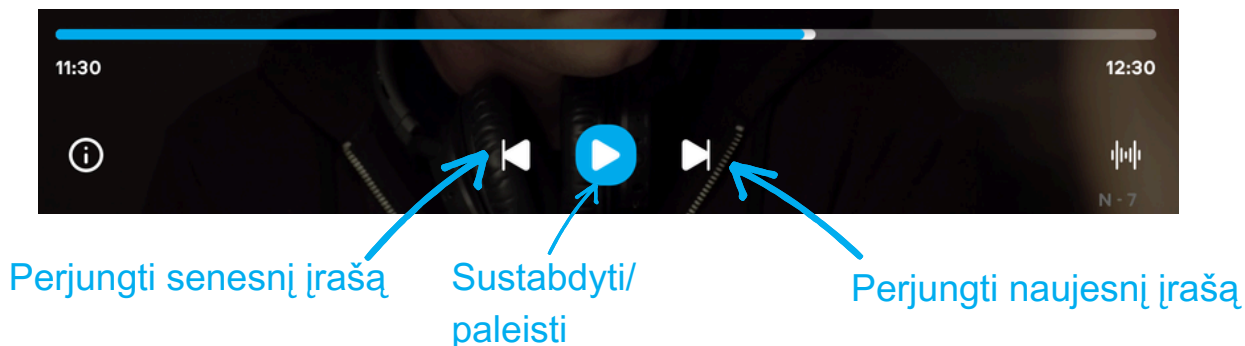 11:30
12:30
N - 7
Perjungti senesnį įrašą
Sustabdyti/
paleisti
Perjungti naujesnį įrašą